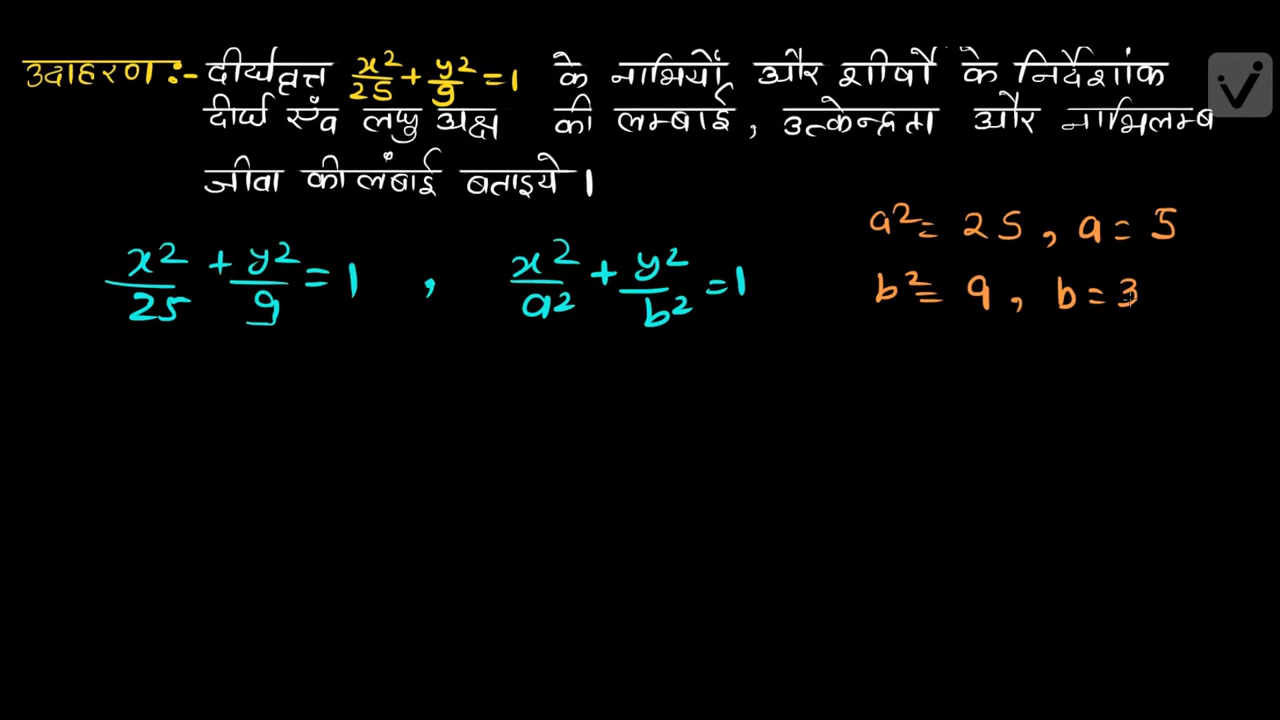 उदाहरण :- दीर्घवृत्त x²/25 + y²/9 = 1 के नाभियों और शीर्षों के निर्देशांक
दीर्घ एंव लघु अक्ष की लम्बाई , उत्केन्द्रता और नाभिलम्ब
जीवा की लंबाई बताइये ।
x²/25 + y²/9 = 1 , x²/a² + y²/b² = 1
a² = 25 , a = 5
b² = 9 , b = 3